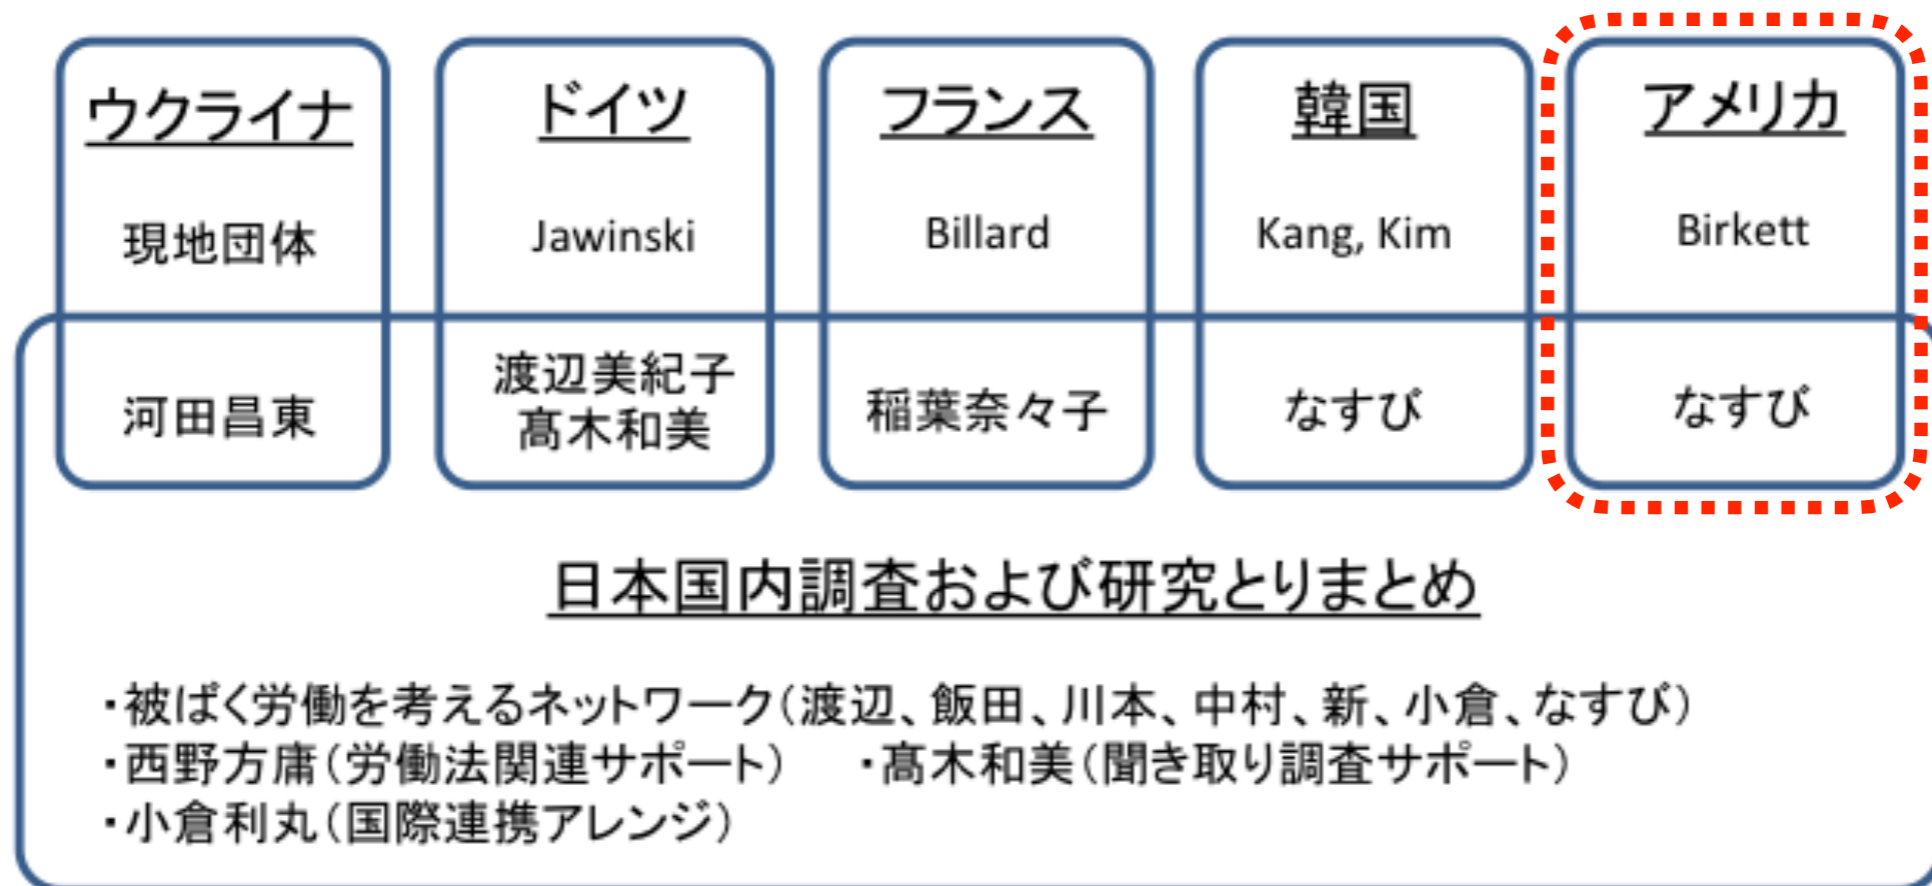 ウクライナ
現地団体
河田昌東
ドイツ
Jawinski
渡辺美紀子
髙木和美
フランス
Billard
稲葉奈々子
韓国
Kang, Kim
なすび
アメリカ
Birkett
なすび
日本国内調査および研究とりまとめ
・被ばく労働を考えるネットワーク(渡辺、飯田、川本、中村、新、小倉、なすび)
・西野方庸(労働法関連サポート) ・髙木和美(聞き取り調査サポート)
・小倉利丸(国際連携アレンジ)